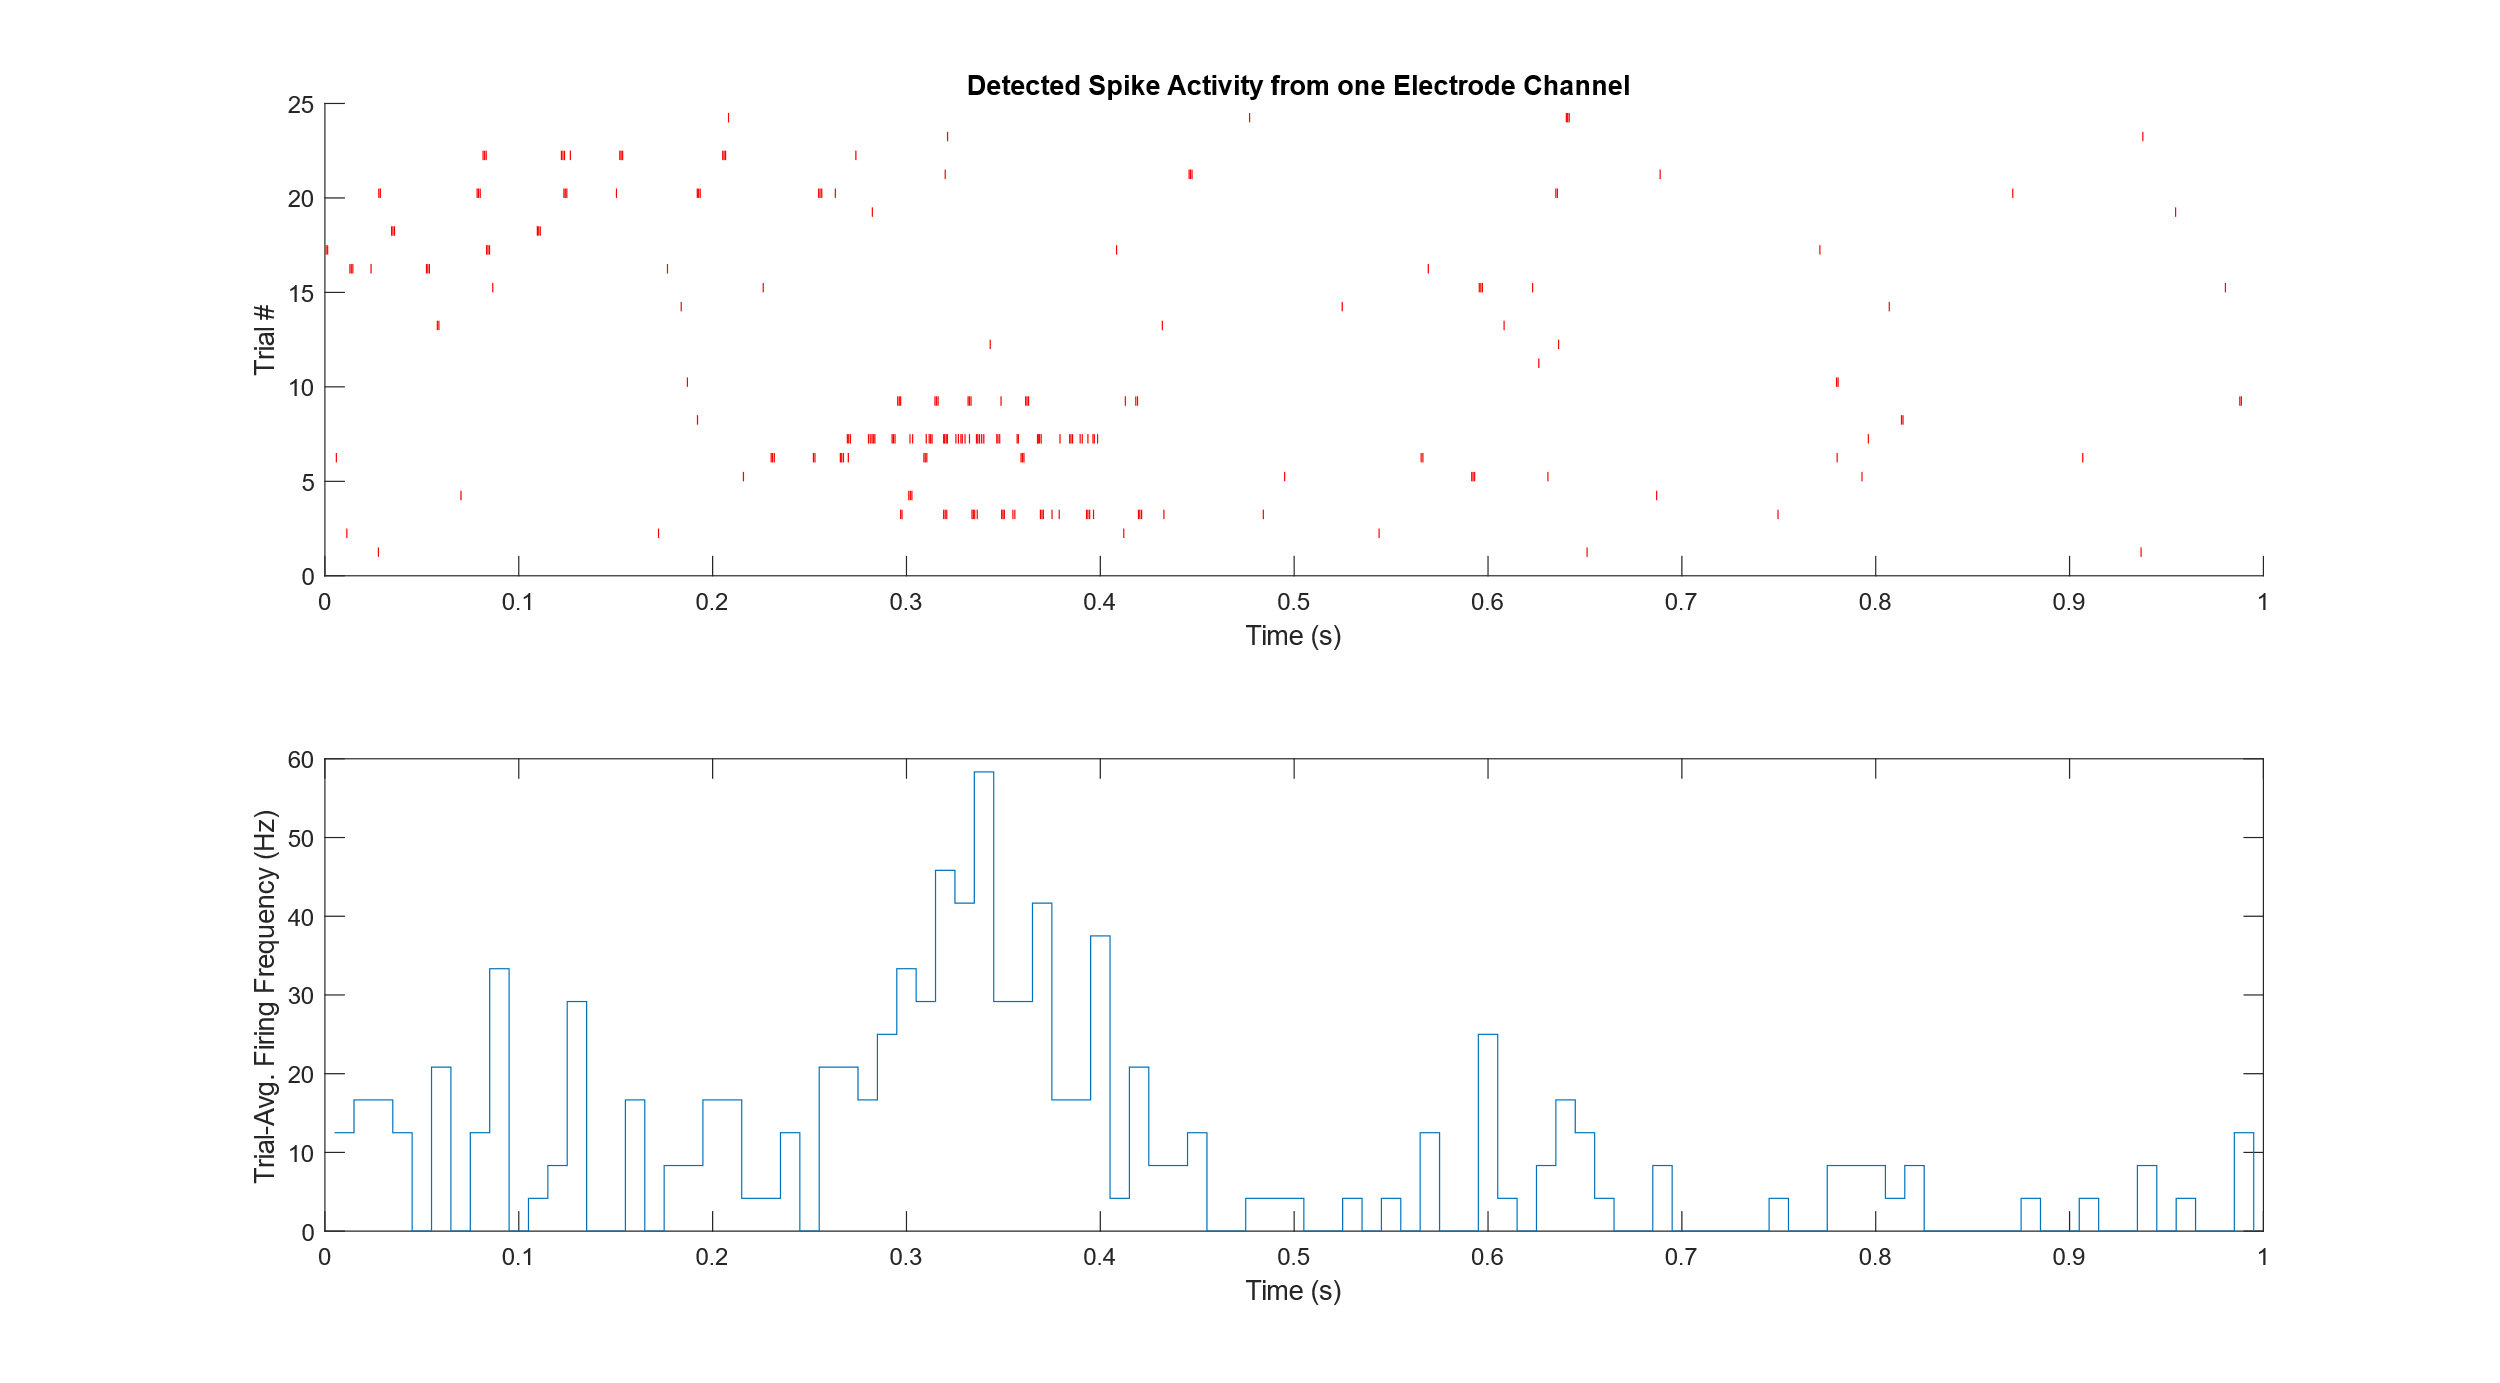 Detected Spike Activity from one Electrode Channel
25
20
15
10
5
0
Trial #
0 0.1 0.2 0.3 0.4 0.5 0.6 0.7 0.8 0.9 1
Time (s)
60
50
40
30
20
10
0
Trial-Avg. Firing Frequency (Hz)
0 0.1 0.2 0.3 0.4 0.5 0.6 0.7 0.8 0.9 1
Time (s)